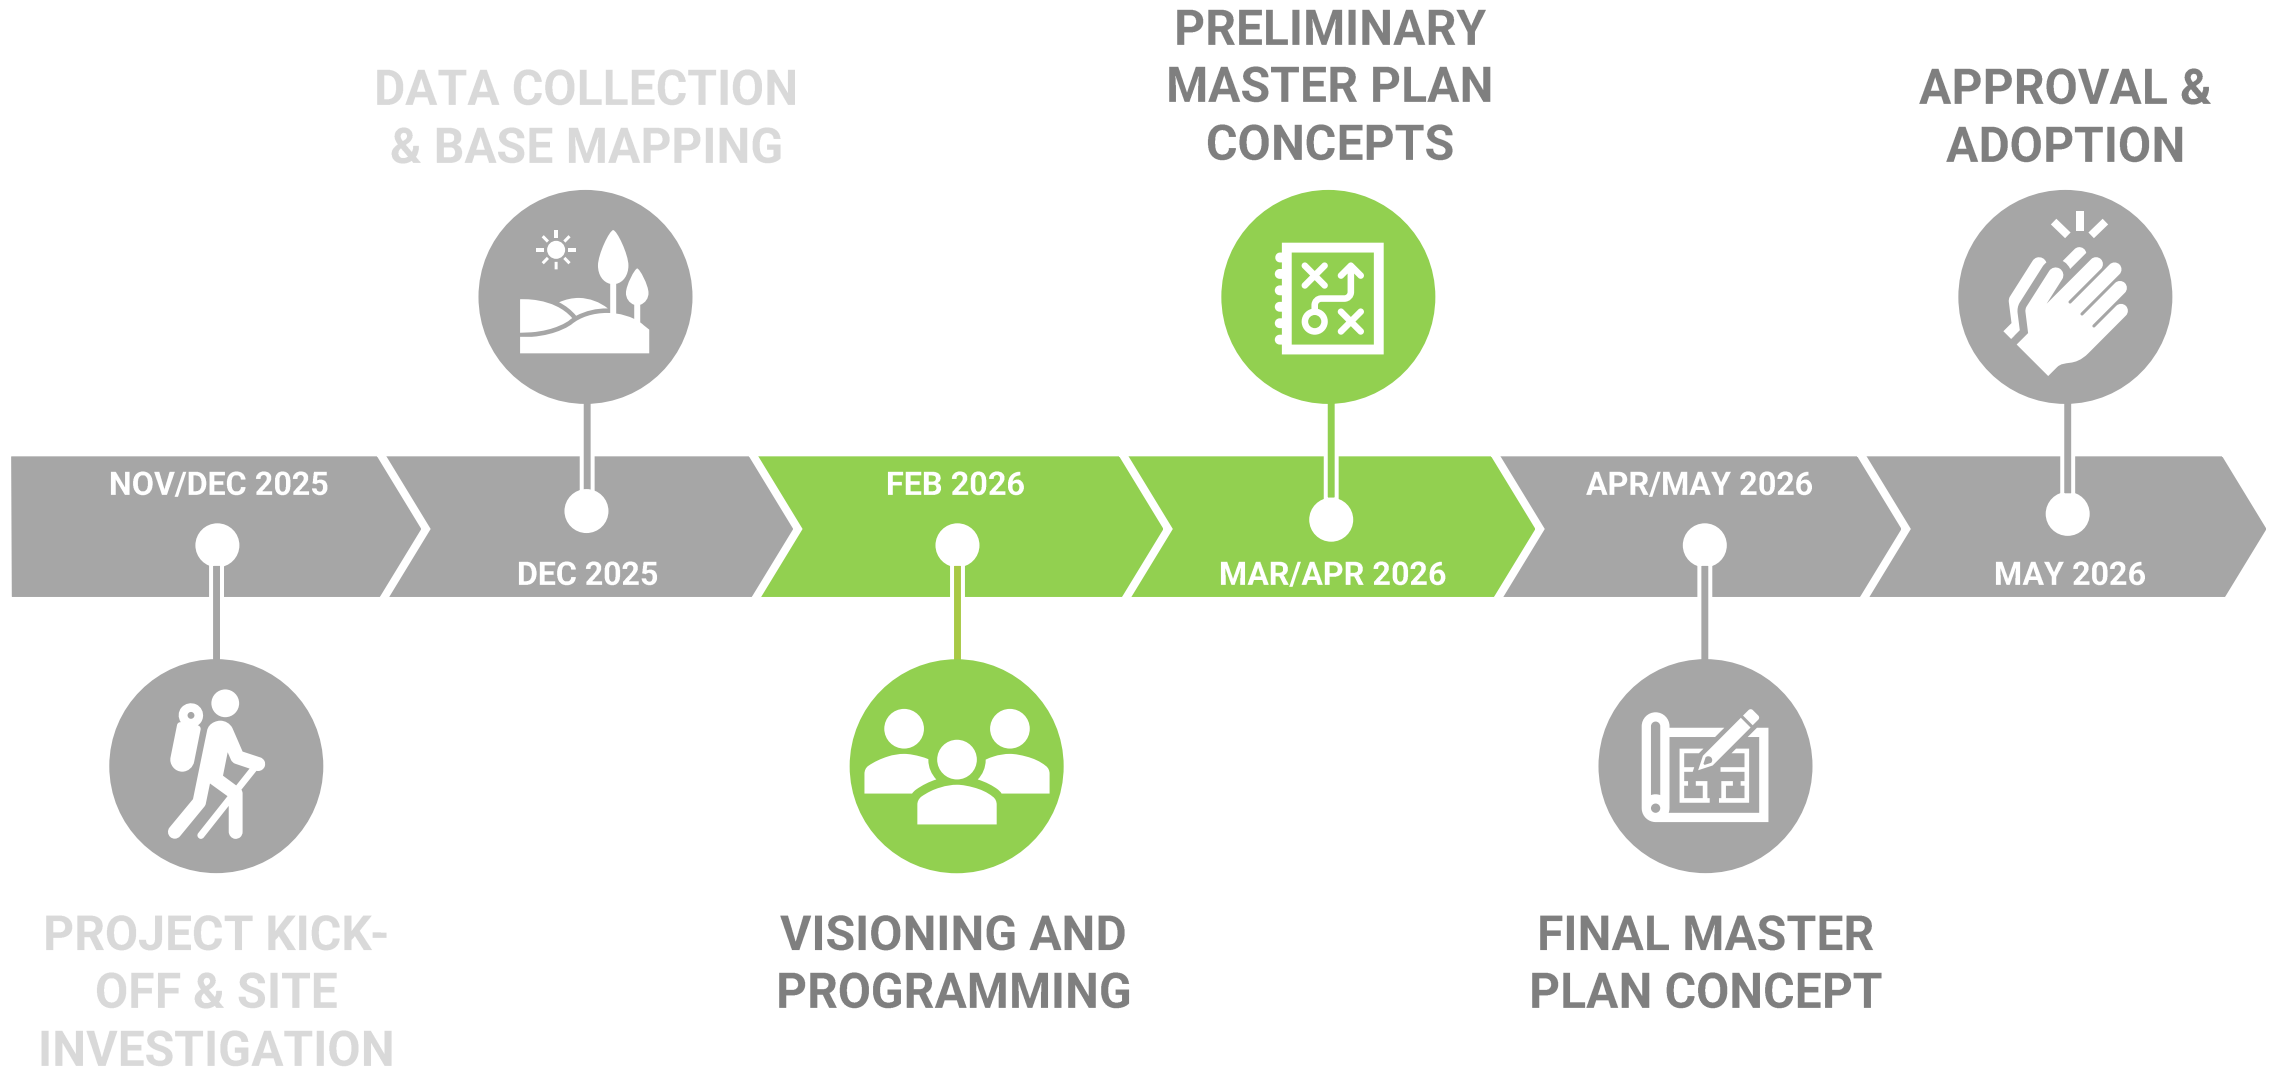 PROJECT KICK-
OFF & SITE
INVESTIGATION
NOV/DEC 2025
DATA COLLECTION
& BASE MAPPING
DEC 2025
FEB 2026
VISIONING AND
PROGRAMMING
PRELIMINARY
MASTER PLAN
CONCEPTS
MAR/APR 2026
APR/MAY 2026
FINAL MASTER
PLAN CONCEPT
APPROVAL &
ADOPTION
MAY 2026